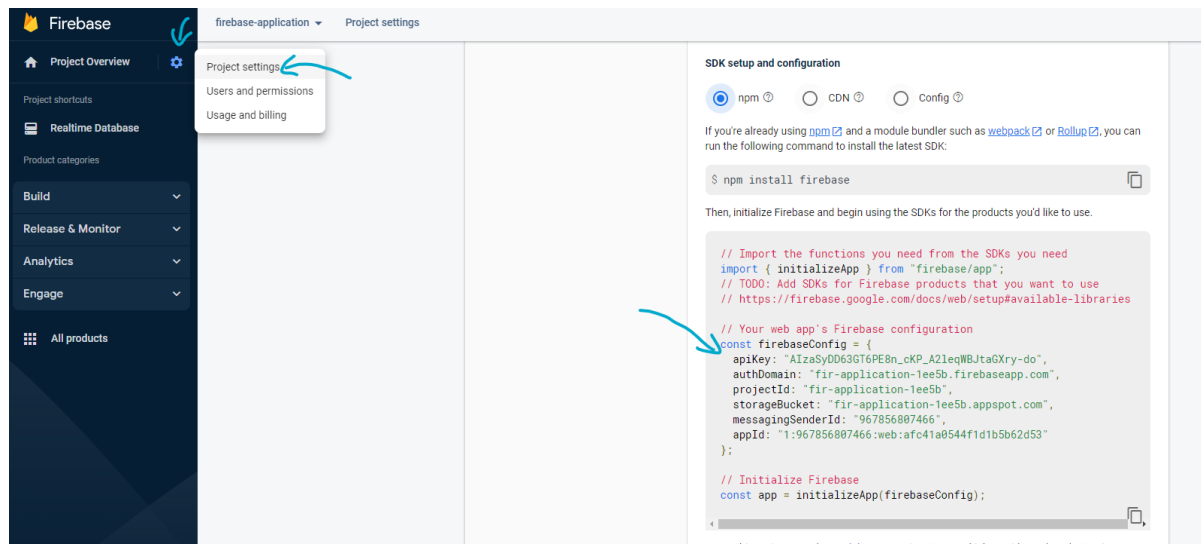 Firebase
firebase-application
Project settings
Project Overview
Project settings
Users and permissions
Usage and billing
Project shortcuts
Realtime Database
Product categories
Build
Release & Monitor
Analytics
Engage
All products
SDK setup and configuration
npm
CDN
Config
If you're already using npm and a module bundler such as webpack or Rollup, you can
run the following command to install the latest SDK:
$ npm install firebase
Then, initialize Firebase and begin using the SDKs for the products you'd like to use.
// Import the functions you need from the SDKs you need
import { initializeApp } from "firebase/app";
// TODO: Add SDKs for Firebase products that you want to use
// https://firebase.google.com/docs/web/setup#available-libraries
// Your web app's Firebase configuration
const firebaseConfig = {
apiKey: "AIzaSyDD63GT6PE8n_cKP_A2leqWBJtaGXry-do",
authDomain: "fir-application-1ee5b.firebaseapp.com",
projectId: "fir-application-1ee5b",
storageBucket: "fir-application-1ee5b.appspot.com",
messagingSenderId: "967856807466",
appId: "1:967856807466:web:afc41a0544f1d1b5b62d53"
};
// Initialize Firebase
const app = initializeApp(firebaseConfig);